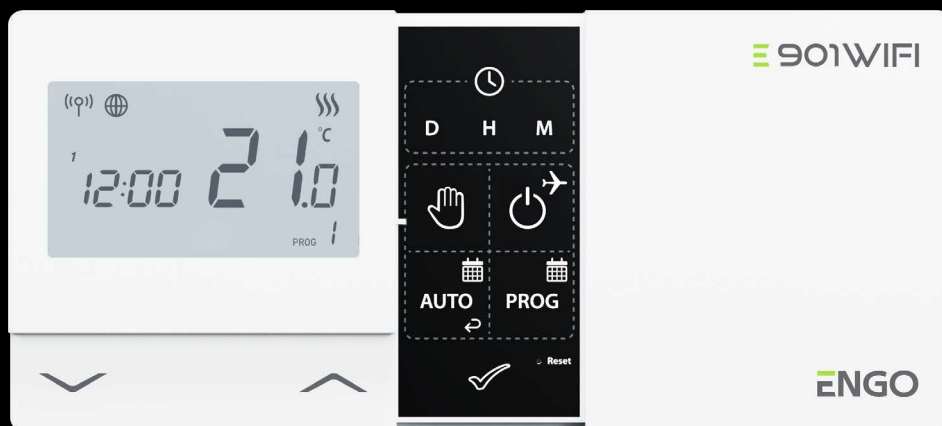 E901WIFI
1
12:00
21.0
°C
PROG 1
D H M
AUTO PROG
Reset
ENGO